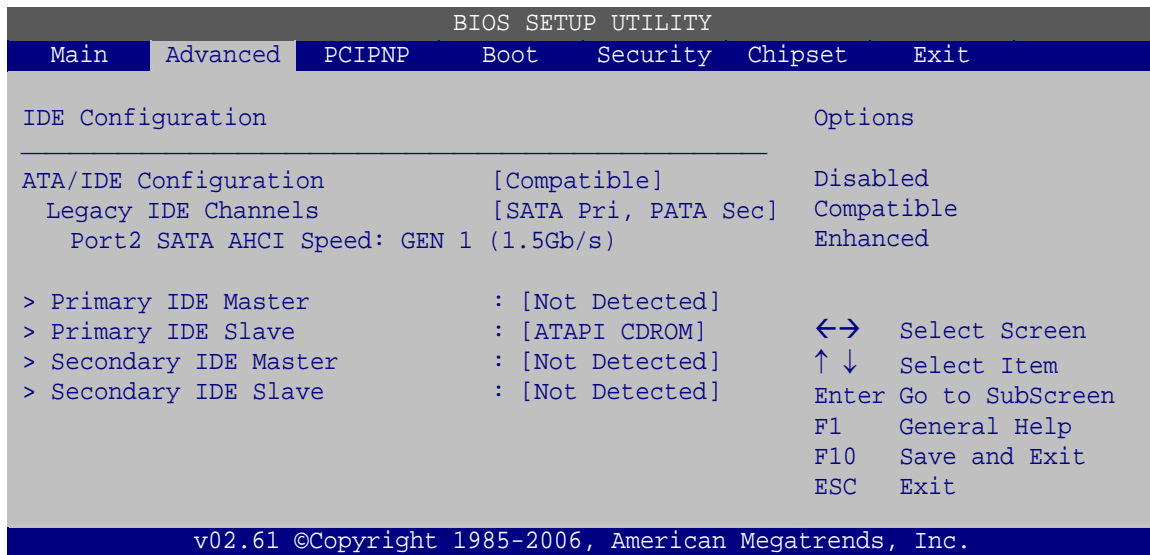 BIOS SETUP UTILITY
Main Advanced PCIPNP Boot Security Chipset Exit
IDE Configuration
ATA/IDE Configuration [Compatible]
Legacy IDE Channels [SATA Pri, PATA Sec]
Port2 SATA AHCI Speed: GEN 1 (1.5Gb/s)
> Primary IDE Master : [Not Detected]
> Primary IDE Slave : [ATAPI CDROM]
> Secondary IDE Master : [Not Detected]
> Secondary IDE Slave : [Not Detected]
Options
Disabled
Compatible
Enhanced
←→ Select Screen
↑↓ Select Item
Enter Go to SubScreen
F1 General Help
F10 Save and Exit
ESC Exit
v02.61 ©Copyright 1985-2006, American Megatrends, Inc.